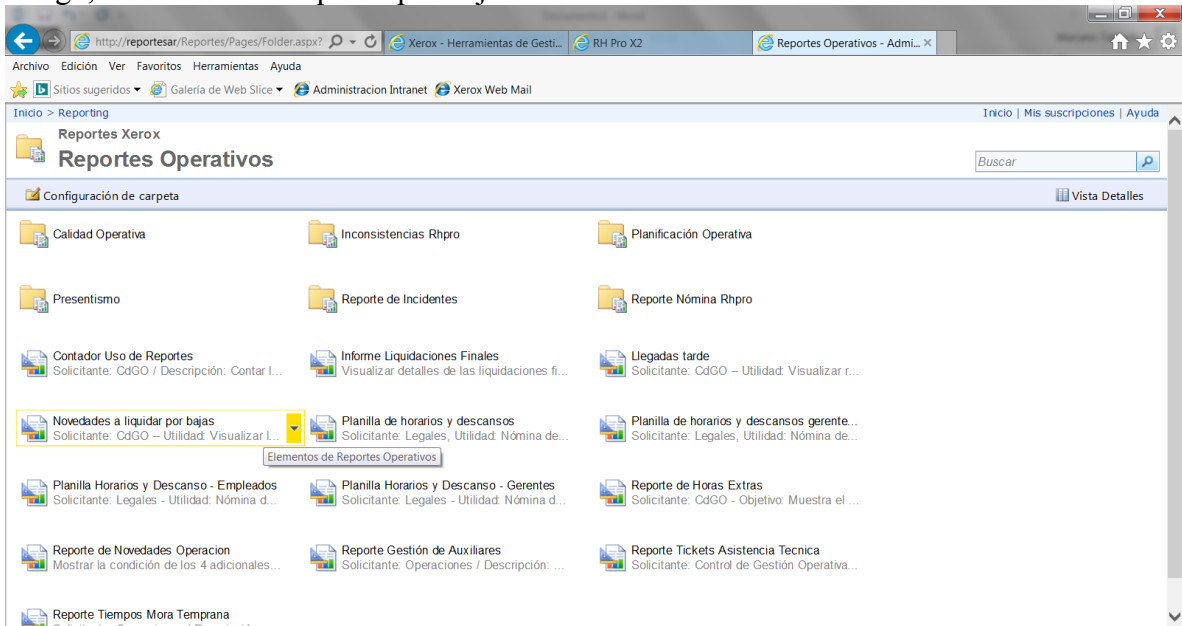 http://reportesar/Reportes/Pages/Folder.aspx?
Xerox - Herramientas de Gesti...
RH Pro X2
Reportes Operativos - Admi...
Archivo Edición Ver Favoritos Herramientas Ayuda
Sitios sugeridos Galería de Web Slice Administracion Intranet Xerox Web Mail
Inicio > Reporting
Inicio | Mis suscripciones | Ayuda
Reportes Xerox
Reportes Operativos
Buscar
Configuración de carpeta
Vista Detalles
Calidad Operativa
Inconsistencias Rhpro
Planificación Operativa
Presentismo
Reporte de Incidentes
Reporte Nómina Rhpro
Contador Uso de Reportes
Solicitante: CdGO / Descripción: Contar l...
Informe Liquidaciones Finales
Visualizar detalles de las liquidaciones fi...
Llegadas tarde
Solicitante: CdGO – Utilidad: Visualizar r...
Novedades a liquidar por bajas
Solicitante: CdGO – Utilidad: Visualizar l...
Planilla de horarios y descansos
Solicitante: Legales, Utilidad: Nómina de...
Planilla de horarios y descansos gerente...
Solicitante: Legales, Utilidad: Nómina de...
Elementos de Reportes Operativos
Planilla Horarios y Descanso - Empleados
Solicitante: Legales - Utilidad: Nómina d...
Planilla Horarios y Descanso - Gerentes
Solicitante: Legales - Utilidad: Nómina d...
Reporte de Horas Extras
Solicitante: CdGO - Objetivo: Muestra el ...
Reporte de Novedades Operacion
Mostrar la condición de los 4 adicionales...
Reporte Gestión de Auxiliares
Solicitante: Operaciones / Descripción: ...
Reporte Tickets Asistencia Tecnica
Solicitante: Control de Gestión Operativa...
Reporte Tiempos Mora Temprana